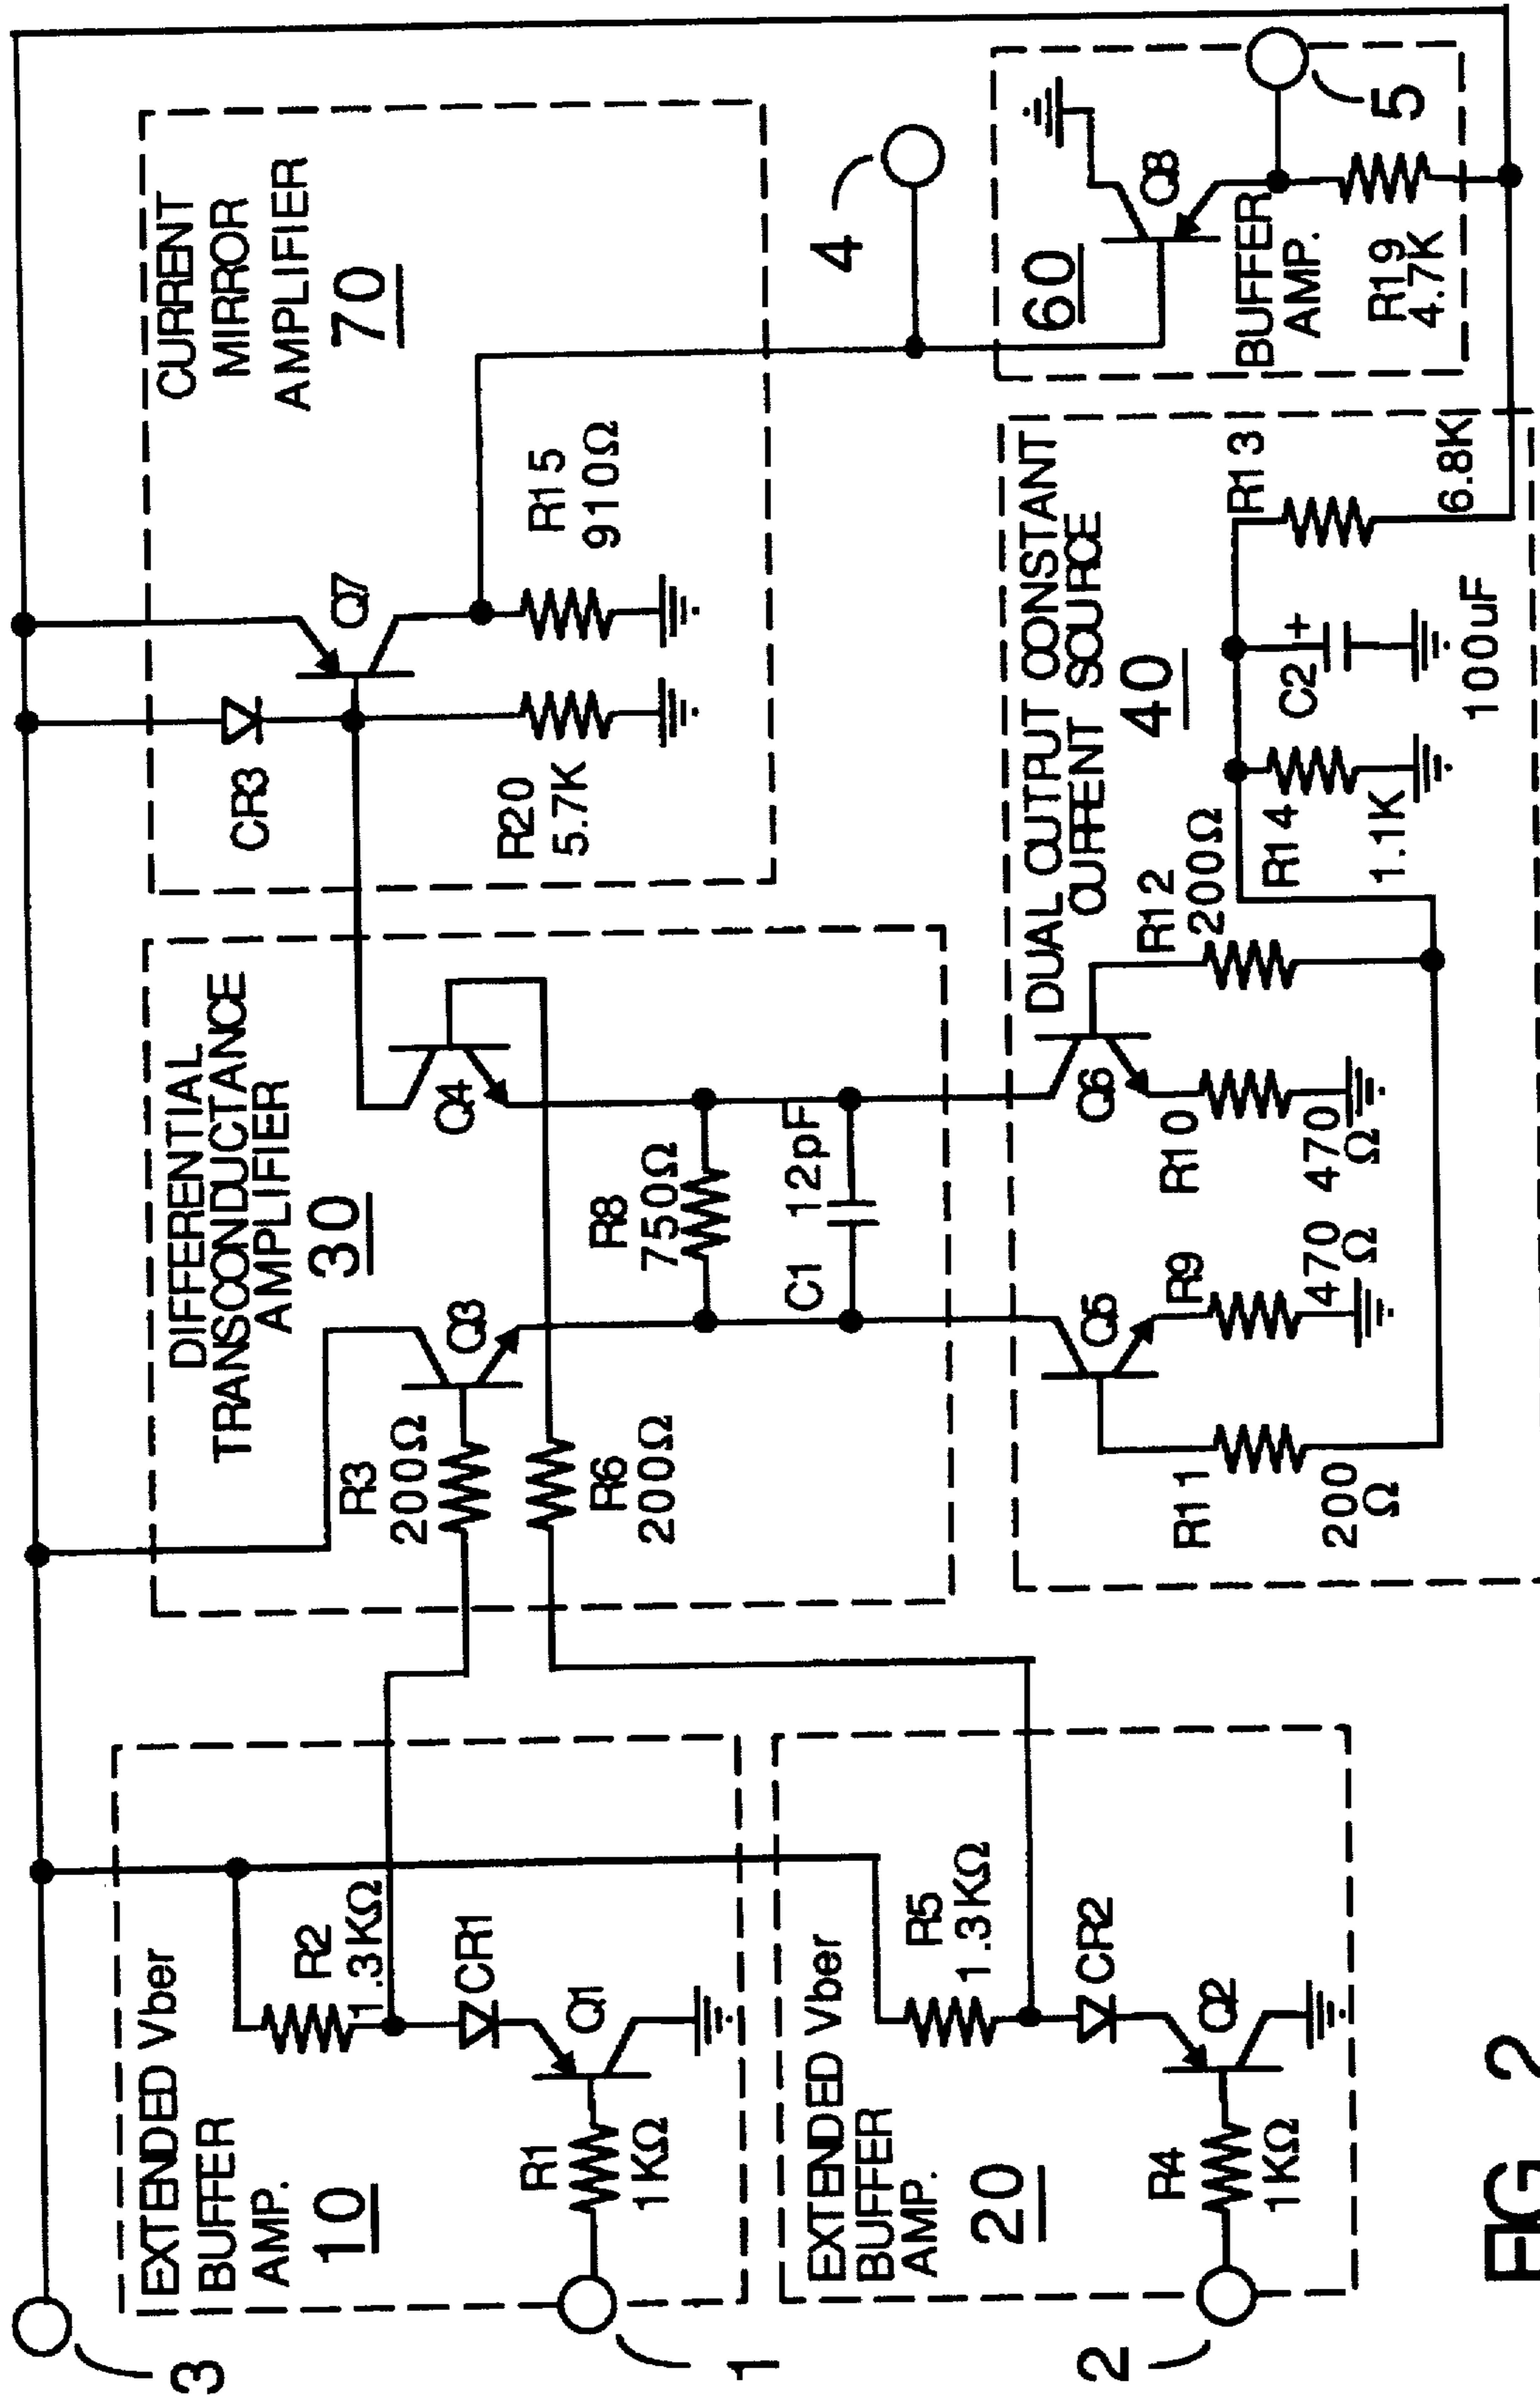 3
EXTENDED Vber
BUFFER
AMP.
10
R2
1.3KΩ
CR1
Q1
R1
1KΩ
1
EXTENDED Vber
BUFFER
AMP.
20
R5
1.3KΩ
CR2
Q2
R4
1KΩ
2
DIFFERENTIAL
TRANSCONDUCTANCE
AMPLIFIER
30
R3
200Ω
Q3
Q4
R6
200Ω
R8
750Ω
C1 12pF
CURRENT
MIRROR
AMPLIFIER
70
CR3
Q7
R20
5.7K
R15
910Ω
4
DUAL OUTPUT CONSTANT
CURRENT SOURCE
40
Q5
Q6
R11
200
Ω
R9
470
Ω
R10
470
Ω
R12
200Ω
R14
1.1K
C2 +
100uF
R13
6.8K
60
Q8
BUFFER
AMP.
R19
4.7K
5
FIG 2